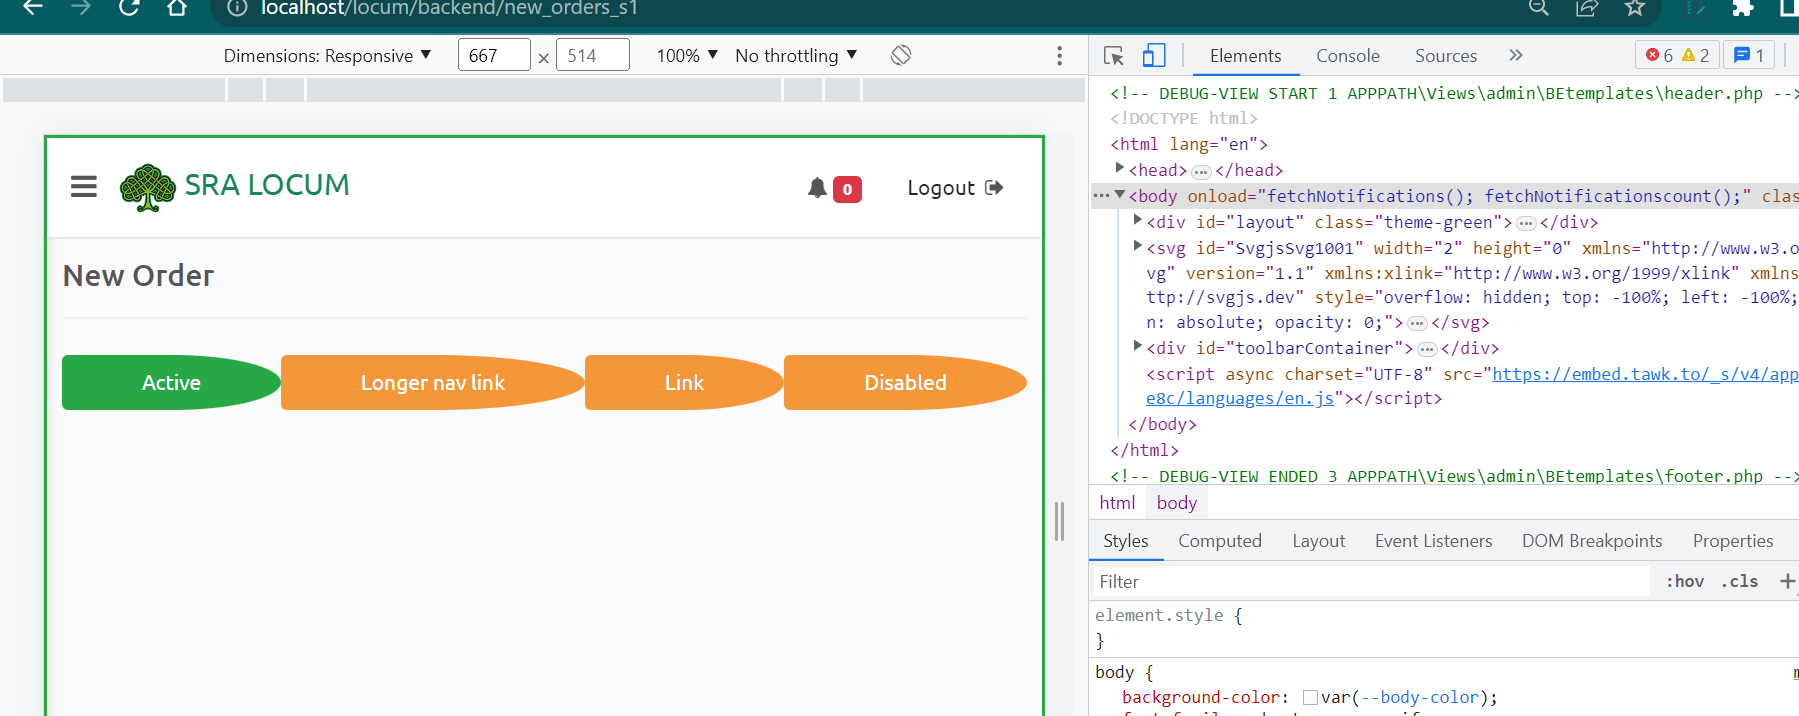 localhost/locum/backend/new_orders_s1
Dimensions: Responsive ▼ 667 × 514 100% ▼ No throttling ▼
Elements Console Sources » 6 2 1
<!-- DEBUG-VIEW START 1 APPPATH\Views\admin\BEtemplates\header.php -->
<!DOCTYPE html>
<html lang="en">
<head>…</head>
<body onload="fetchNotifications(); fetchNotificationscount();" clas
<div id="layout" class="theme-green">…</div>
<svg id="SvgjsSvg1001" width="2" height="0" xmlns="http://www.w3.o
vg" version="1.1" xmlns:xlink="http://www.w3.org/1999/xlink" xmlns
ttp://svgjs.dev" style="overflow: hidden; top: -100%; left: -100%;
n: absolute; opacity: 0;">…</svg>
<div id="toolbarContainer">…</div>
<script async charset="UTF-8" src="https://embed.tawk.to/_s/v4/app
e8c/languages/en.js"></script>
</body>
</html>
<!-- DEBUG-VIEW ENDED 3 APPPATH\Views\admin\BEtemplates\footer.php -->
html body
Styles Computed Layout Event Listeners DOM Breakpoints Properties
Filter :hov .cls +
element.style {
}
body {
background-color: var(--body-color);
SRA LOCUM
0
Logout
New Order
Active
Longer nav link
Link
Disabled